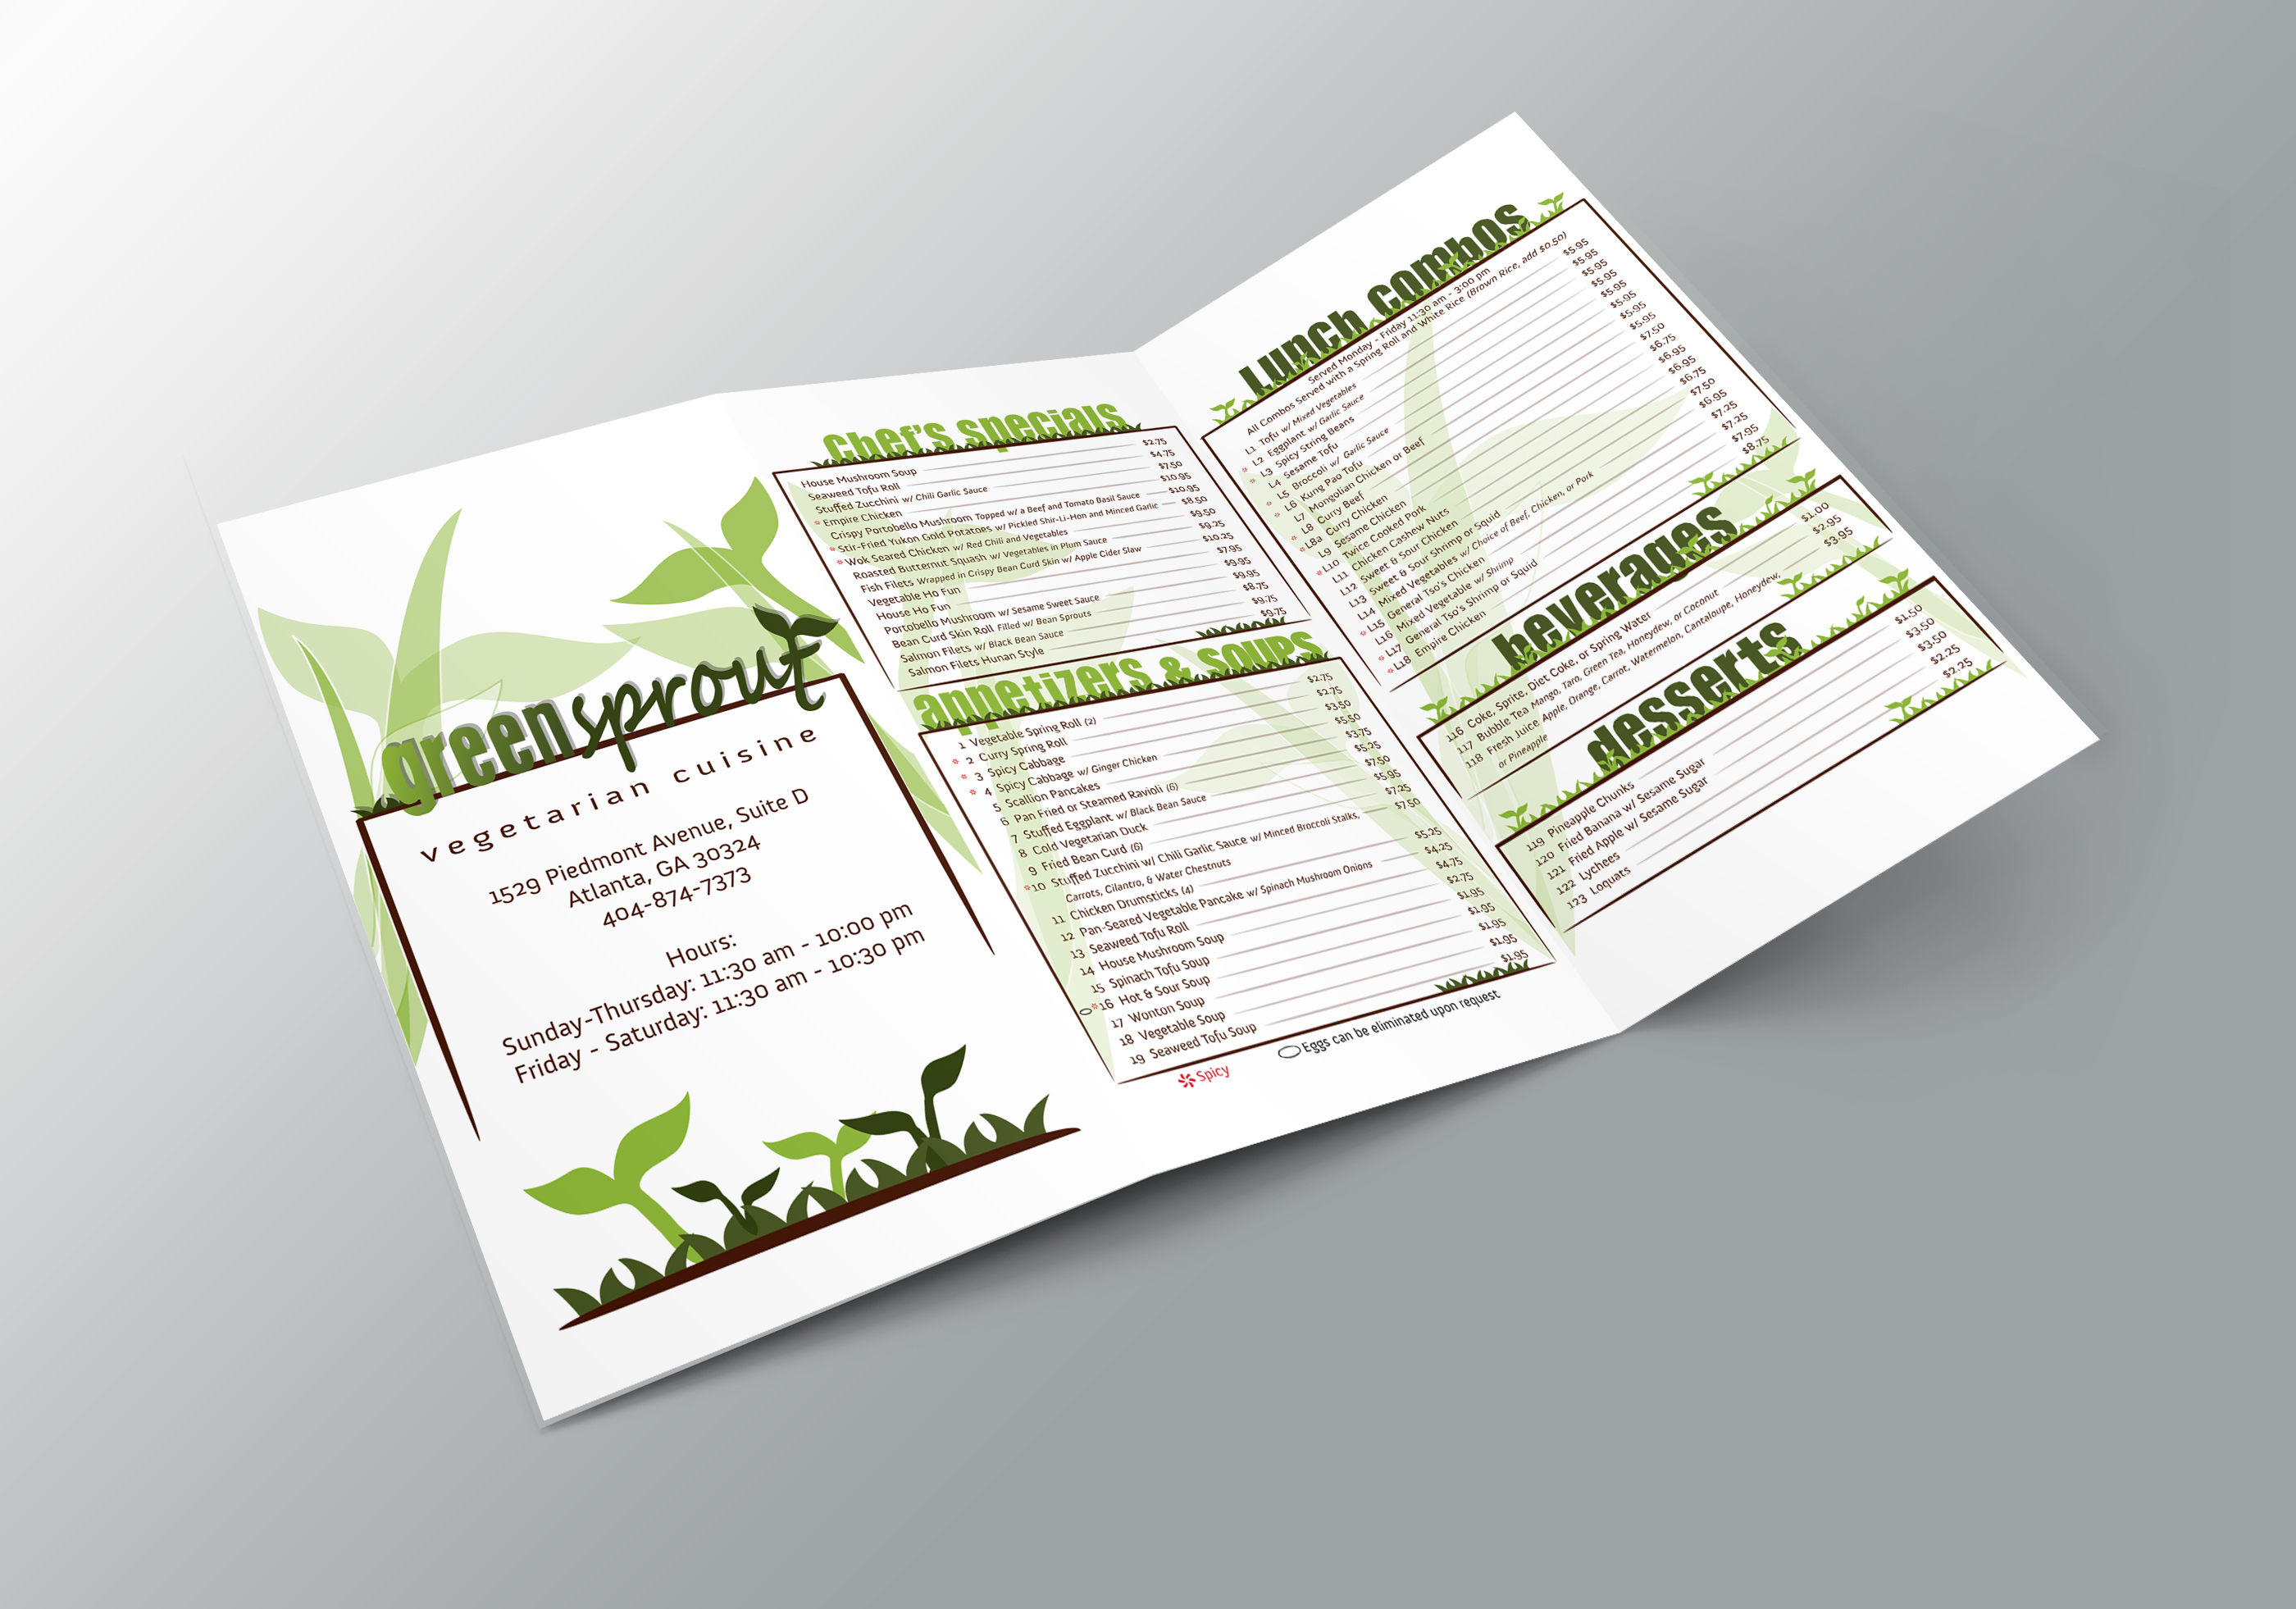 greensprout
vegetarian cuisine
1529 Piedmont Avenue, Suite D
Atlanta, GA 30324
404-874-7373
Hours:
Sunday-Thursday: 11:30 am - 10:00 pm
Friday - Saturday: 11:30 am - 10:30 pm
chef's specials
House Mushroom Soup $2.75
Seaweed Tofu Roll $4.75
Stuffed Zucchini w/ Chili Garlic Sauce $7.50
Empire Chicken $10.95
Crispy Portobello Mushroom Topped w/ a Beef and Tomato Basil Sauce $10.95
Stir-Fried Yukon Gold Potatoes w/ Pickled Shir-Li-Hon and Minced Garlic $8.50
Wok Seared Chicken w/ Red Chili and Vegetables $9.50
Roasted Butternut Squash w/ Vegetables in Plum Sauce $9.25
Fish Filets Wrapped in Crispy Bean Curd Skin w/ Apple Cider Slaw $10.25
Vegetable Ho Fun $7.95
House Ho Fun $9.95
Portobello Mushroom w/ Sesame Sweet Sauce $9.95
Bean Curd Skin Roll Filled w/ Bean Sprouts $8.75
Salmon Filets w/ Black Bean Sauce $9.75
Salmon Filets Hunan Style $9.75
appetizers & soups
1 Vegetable Spring Roll (2) $2.75
2 Curry Spring Roll $2.75
3 Spicy Cabbage $3.50
4 Spicy Cabbage w/ Ginger Chicken $5.50
5 Scallion Pancakes $3.75
6 Pan Fried or Steamed Ravioli (6) $5.25
7 Stuffed Eggplant w/ Black Bean Sauce $7.50
8 Cold Vegetarian Duck $5.95
9 Fried Bean Curd (6) $7.25
10 Stuffed Zucchini w/ Chili Garlic Sauce w/ Minced Broccoli Stalks, $7.50
Carrots, Cilantro, & Water Chestnuts
11 Chicken Drumsticks (4) $5.25
12 Pan-Seared Vegetable Pancake w/ Spinach Mushroom Onions $4.25
13 Seaweed Tofu Roll $4.75
14 House Mushroom Soup $2.75
15 Spinach Tofu Soup $1.95
16 Hot & Sour Soup $1.95
17 Wonton Soup $1.95
18 Vegetable Soup $1.95
19 Seaweed Tofu Soup $1.95
Spicy
Eggs can be eliminated upon request
Lunch combos
Served Monday - Friday 11:30 am - 3:00 pm
All Combos Served with a Spring Roll and White Rice (Brown Rice, add $0.50)
L1 Tofu w/ Mixed Vegetables $5.95
L2 Eggplant w/ Garlic Sauce $5.95
L3 Spicy String Beans $5.95
L4 Sesame Tofu $5.95
L5 Broccoli w/ Garlic Sauce $5.95
L6 Kung Pao Tofu $5.95
L7 Mongolian Chicken or Beef $5.95
L8 Curry Beef $5.95
L8a Curry Chicken $7.50
L9 Sesame Chicken $6.75
L10 Twice Cooked Pork $6.95
L11 Chicken Cashew Nuts $6.95
L12 Sweet & Sour Chicken $6.75
L13 Sweet & Sour Shrimp or Squid $7.50
L14 Mixed Vegetables w/ Choice of Beef, Chicken, or Pork $6.95
L15 General Tso's Chicken $7.25
L16 Mixed Vegetable w/ Shrimp $7.25
L17 General Tso's Shrimp or Squid $7.95
L18 Empire Chicken $8.75
beverages
116 Coke, Sprite, Diet Coke, or Spring Water $1.00
117 Bubble Tea Mango, Taro, Green Tea, Honeydew, or Coconut $2.95
118 Fresh Juice Apple, Orange, Carrot, Watermelon, Cantaloupe, Honeydew, $3.95
or Pineapple
desserts
119 Pineapple Chunks $1.50
120 Fried Banana w/ Sesame Sugar $3.50
121 Fried Apple w/ Sesame Sugar $3.50
122 Lychees $2.25
123 Loquats $2.25